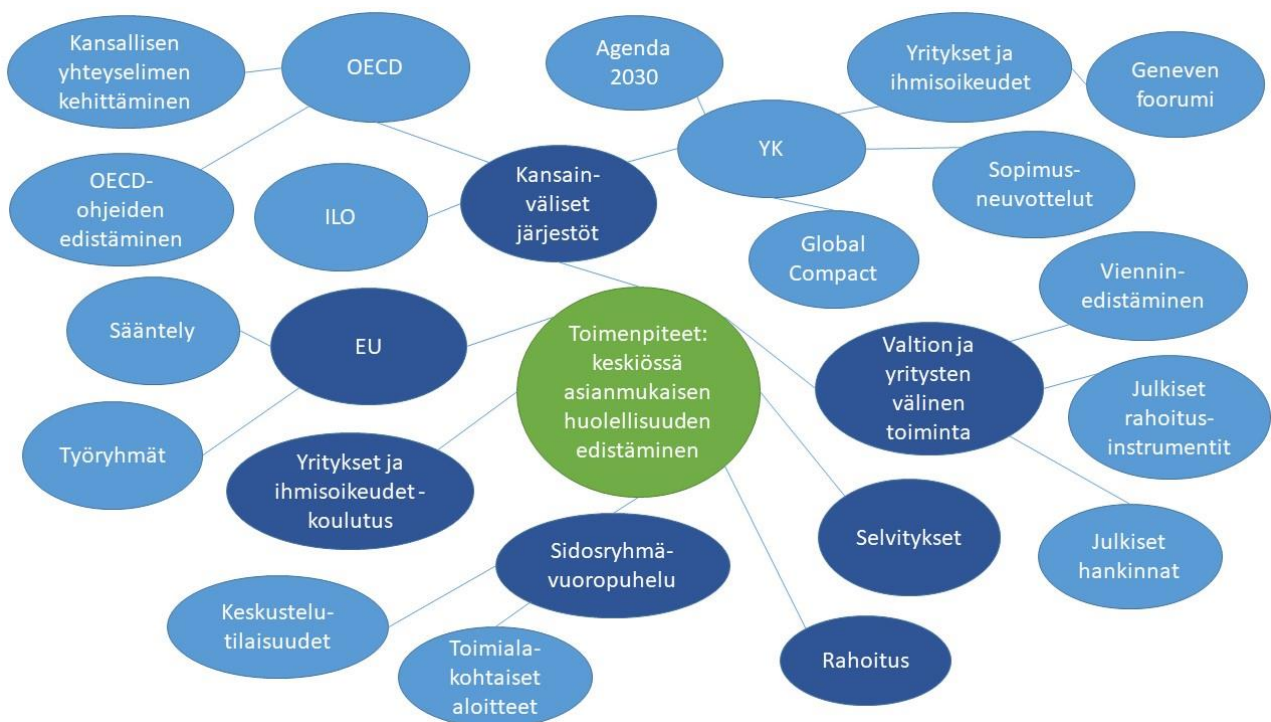 Kansallisen
yhteyselimen
kehittäminen
OECD
Agenda
2030
Yritykset ja
ihmisoikeudet
Geneven
foorumi
OECD-
ohjeiden
edistäminen
ILO
Kansain-
väliset
järjestöt
YK
Sopimus-
neuvottelut
Global
Compact
Viennin-
edistäminen
Sääntely
EU
Toimenpiteet:
keskiössä
asianmukaisen
huolellisuuden
edistäminen
Valtion ja
yritysten
välinen
toiminta
Julkiset
rahoitus-
instrumentit
Työryhmät
Yritykset ja
ihmisoikeudet -
koulutus
Selvitykset
Julkiset
hankinnat
Sidosryhmä-
vuoropuhelu
Keskustelu-
tilaisuudet
Toimiala-
kohtaiset
aloitteet
Rahoitus